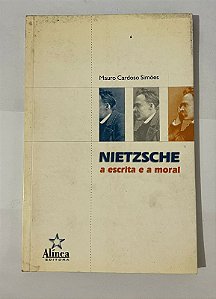 Mauro Cardoso Simões
NIETZSCHE
a escrita e a moral
Alínea
EDITORA